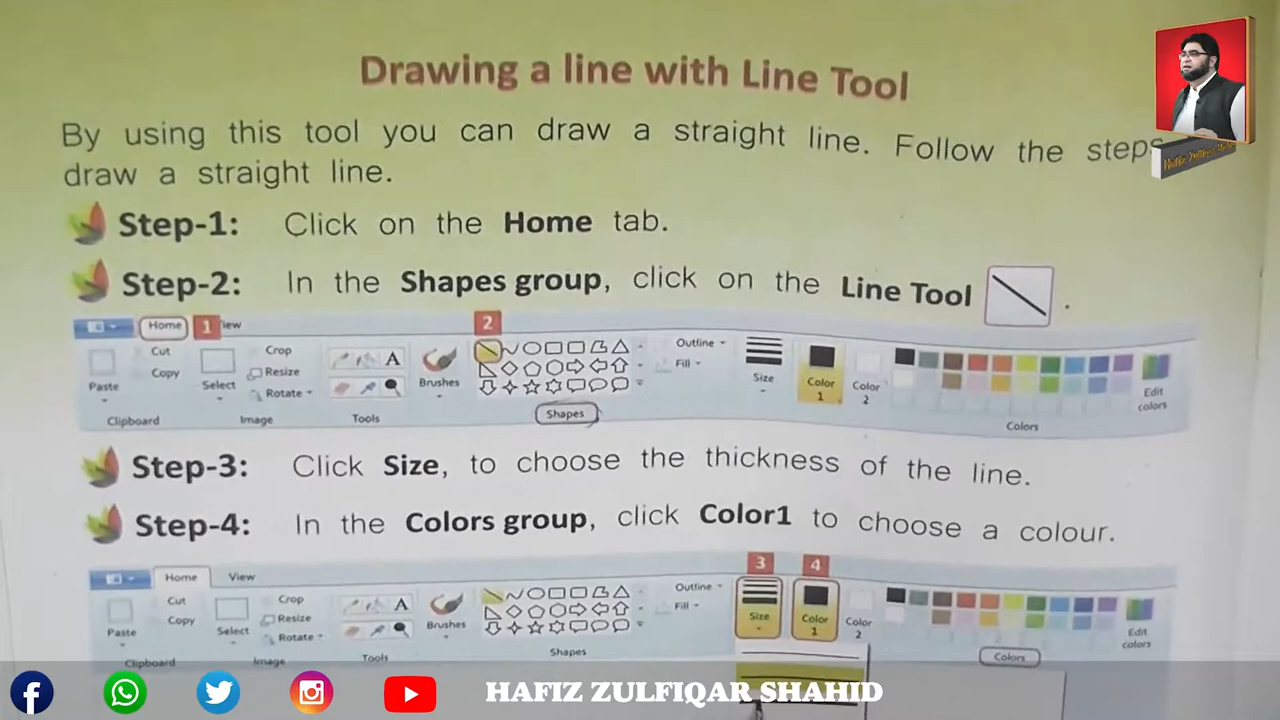 Drawing a line with Line Tool
By using this tool you can draw a straight line. Follow the steps
draw a straight line.
Step-1: Click on the Home tab.
Step-2: In the Shapes group, click on the Line Tool .
Home 1 iew 2
Cut Crop A Outline
Copy Resize Fill
Paste Select Rotate Brushes Size Color 1 Color 2 Edit colors
Clipboard Image Tools Shapes Colors
Step-3: Click Size, to choose the thickness of the line.
Step-4: In the Colors group, click Color1 to choose a colour.
3 4
Home View
Cut Crop A Outline
Copy Resize Fill
Paste Select Rotate Brushes Size Color 1 Color 2 Edit colors
Clipboard Image Tools Shapes Colors
HAFIZ ZULFIQAR SHAHID